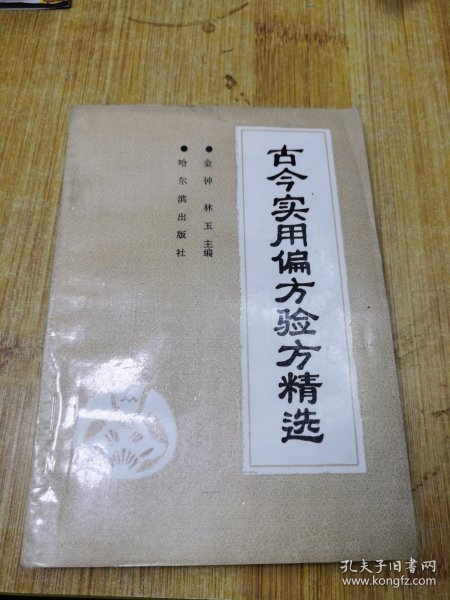 古今实用偏方验方精选
●金钟 林玉 主编
●哈尔滨出版社
孔夫子旧书网
www.kongfz.com